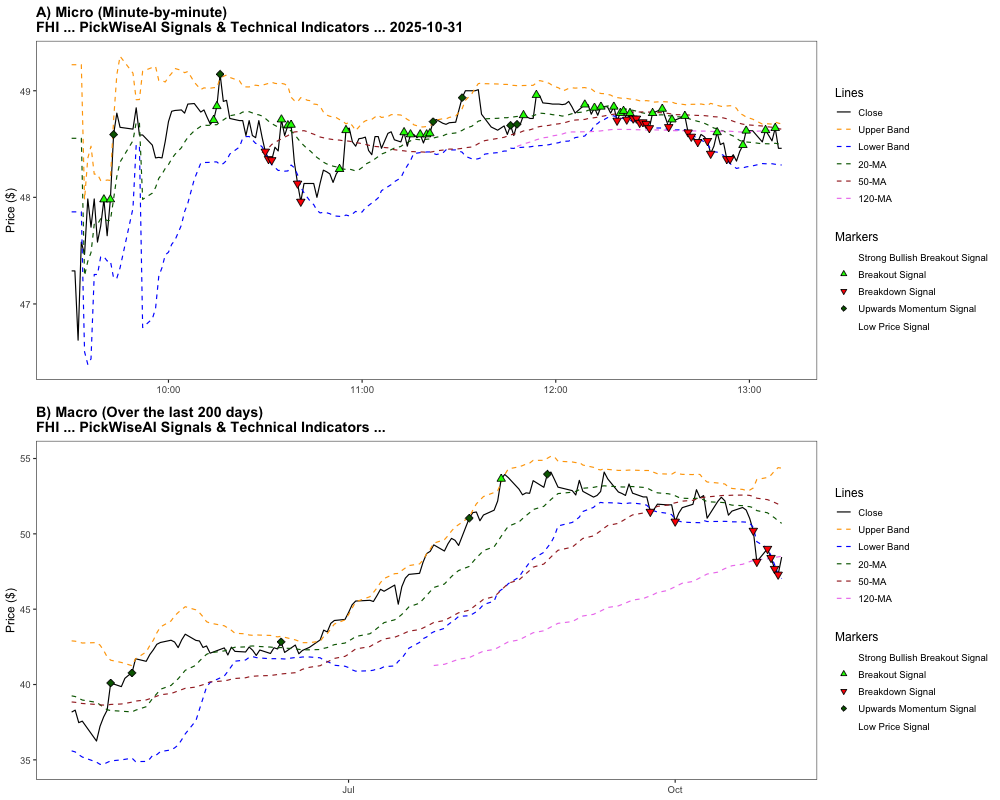 A) Micro (Minute-by-minute)
FHI ... PickWiseAI Signals & Technical Indicators ... 2025-10-31
Price ($)
49
48
47
10:00
11:00
12:00
13:00
Lines
Close
Upper Band
Lower Band
20-MA
50-MA
120-MA
Markers
Strong Bullish Breakout Signal
Breakout Signal
Breakdown Signal
Upwards Momentum Signal
Low Price Signal
B) Macro (Over the last 200 days)
FHI ... PickWiseAI Signals & Technical Indicators ...
Price ($)
55
50
45
40
35
Jul
Oct
Lines
Close
Upper Band
Lower Band
20-MA
50-MA
120-MA
Markers
Strong Bullish Breakout Signal
Breakout Signal
Breakdown Signal
Upwards Momentum Signal
Low Price Signal